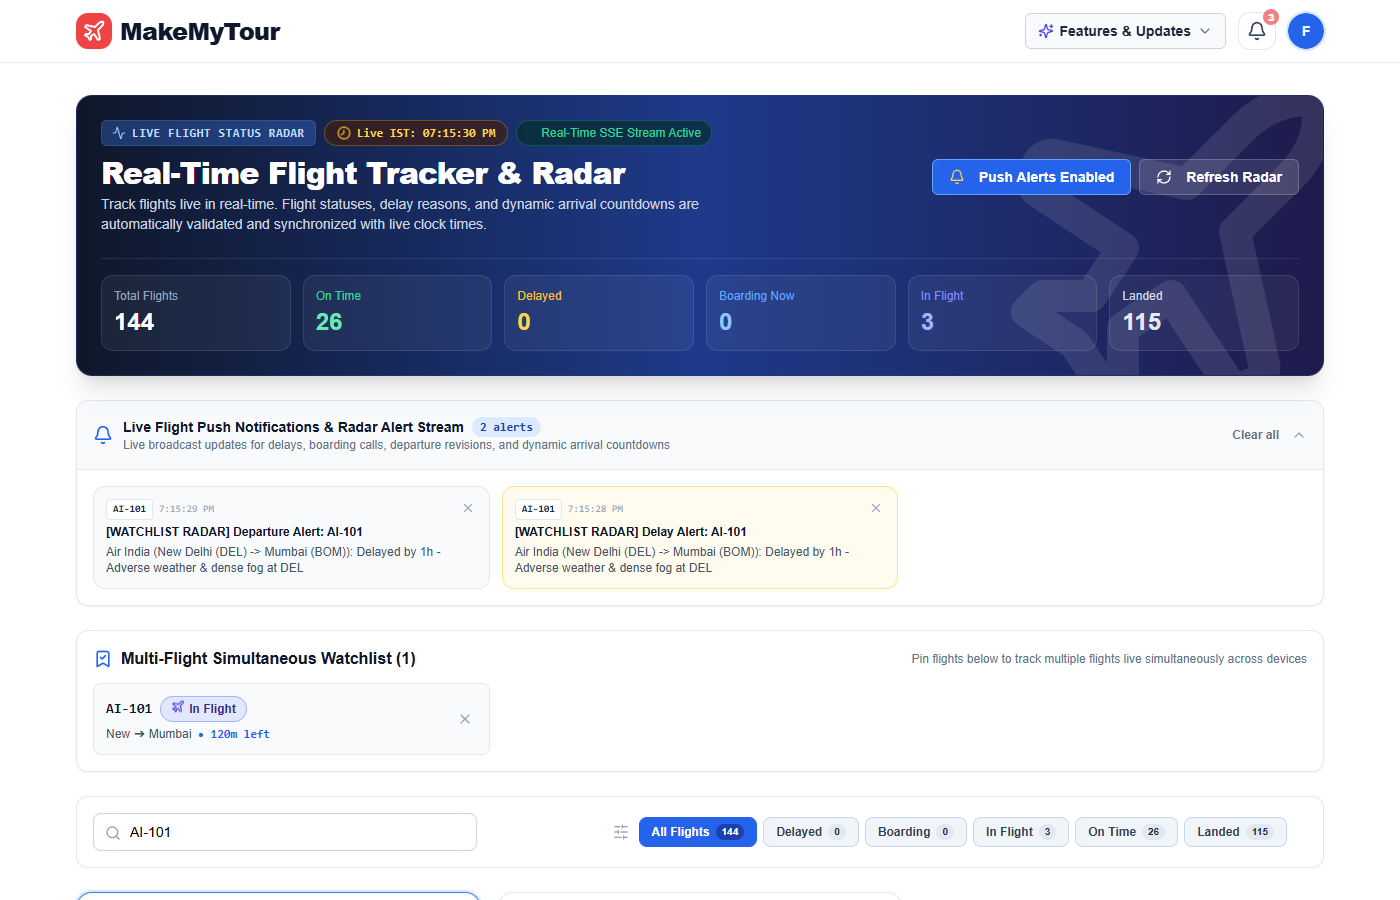 MakeMyTour
Features & Updates
3
F
LIVE FLIGHT STATUS RADAR
Live IST: 07:15:30 PM
Real-Time SSE Stream Active
Real-Time Flight Tracker & Radar
Track flights live in real-time. Flight statuses, delay reasons, and dynamic arrival countdowns are
automatically validated and synchronized with live clock times.
Push Alerts Enabled
Refresh Radar
Total Flights
144
On Time
26
Delayed
0
Boarding Now
0
In Flight
3
Landed
115
Live Flight Push Notifications & Radar Alert Stream 2 alerts
Live broadcast updates for delays, boarding calls, departure revisions, and dynamic arrival countdowns
Clear all
AI-101 7:15:29 PM
[WATCHLIST RADAR] Departure Alert: AI-101
Air India (New Delhi (DEL) -> Mumbai (BOM)): Delayed by 1h -
Adverse weather & dense fog at DEL
AI-101 7:15:28 PM
[WATCHLIST RADAR] Delay Alert: AI-101
Air India (New Delhi (DEL) -> Mumbai (BOM)): Delayed by 1h -
Adverse weather & dense fog at DEL
Multi-Flight Simultaneous Watchlist (1)
Pin flights below to track multiple flights live simultaneously across devices
AI-101 In Flight
New ➔ Mumbai • 120m left
AI-101
All Flights 144
Delayed 0
Boarding 0
In Flight 3
On Time 26
Landed 115